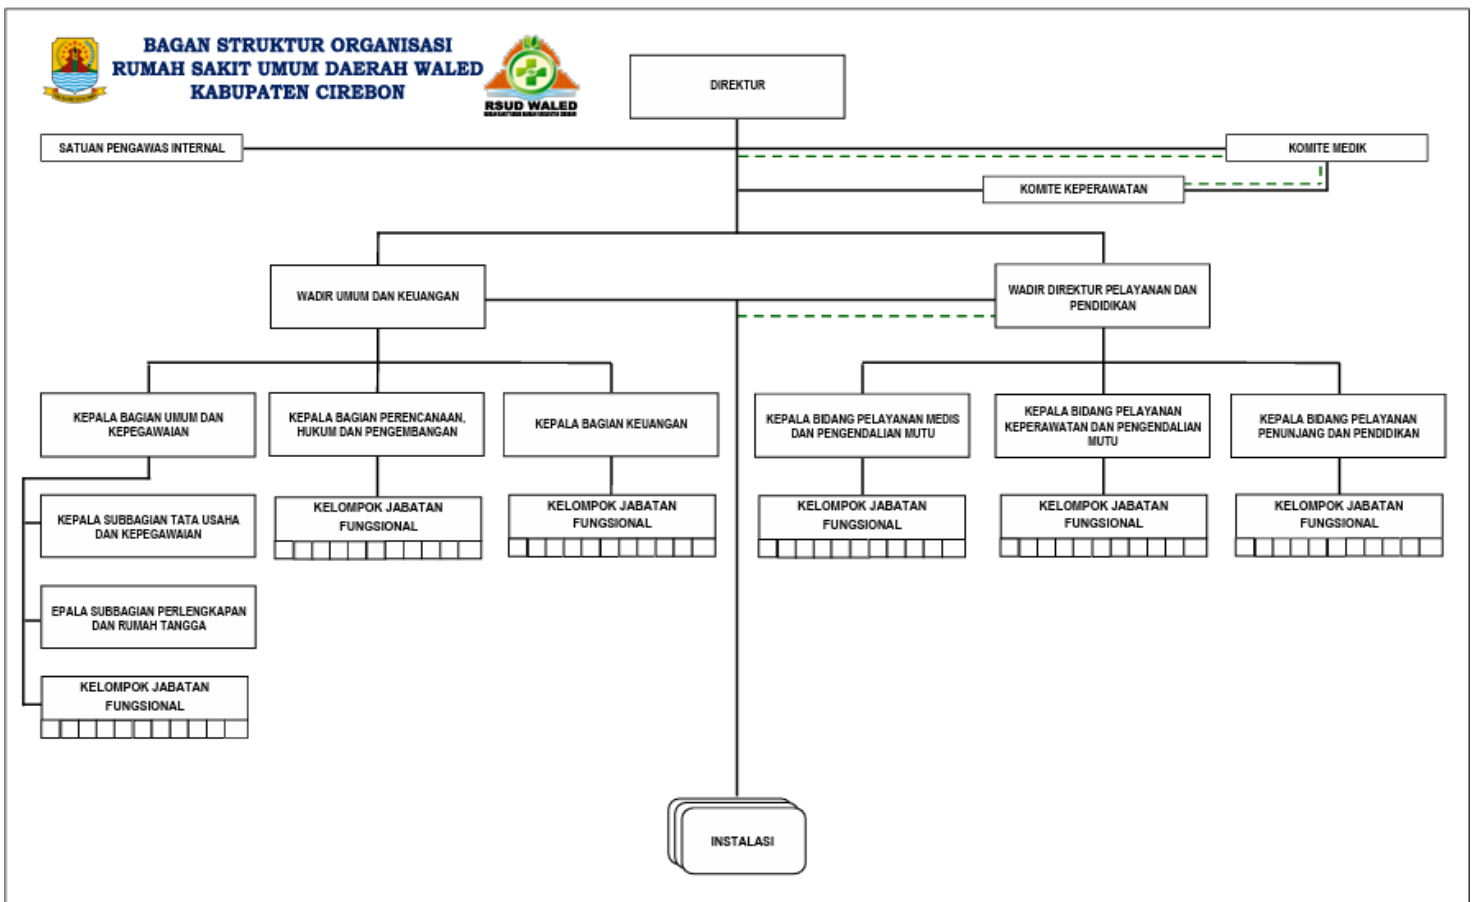 BAGAN STRUKTUR ORGANISASI
RUMAH SAKIT UMUM DAERAH WALED
KABUPATEN CIREBON
RSUD WALED
DIREKTUR
SATUAN PENGAWAS INTERNAL
KOMITE MEDIK
KOMITE KEPERAWATAN
WADIR UMUM DAN KEUANGAN
WADIR DIREKTUR PELAYANAN DAN
PENDIDIKAN
KEPALA BAGIAN UMUM DAN
KEPEGAWAIAN
KEPALA BAGIAN PERENCANAAN,
HUKUM DAN PENGEMBANGAN
KEPALA BAGIAN KEUANGAN
KEPALA BIDANG PELAYANAN MEDIS
DAN PENGENDALIAN MUTU
KEPALA BIDANG PELAYANAN
KEPERAWATAN DAN PENGENDALIAN
MUTU
KEPALA BIDANG PELAYANAN
PENUNJANG DAN PENDIDIKAN
KEPALA SUBBAGIAN TATA USAHA
DAN KEPEGAWAIAN
KELOMPOK JABATAN
FUNGSIONAL
KELOMPOK JABATAN
FUNGSIONAL
KELOMPOK JABATAN
FUNGSIONAL
KELOMPOK JABATAN
FUNGSIONAL
KELOMPOK JABATAN
FUNGSIONAL
EPALA SUBBAGIAN PERLENGKAPAN
DAN RUMAH TANGGA
KELOMPOK JABATAN
FUNGSIONAL
INSTALASI